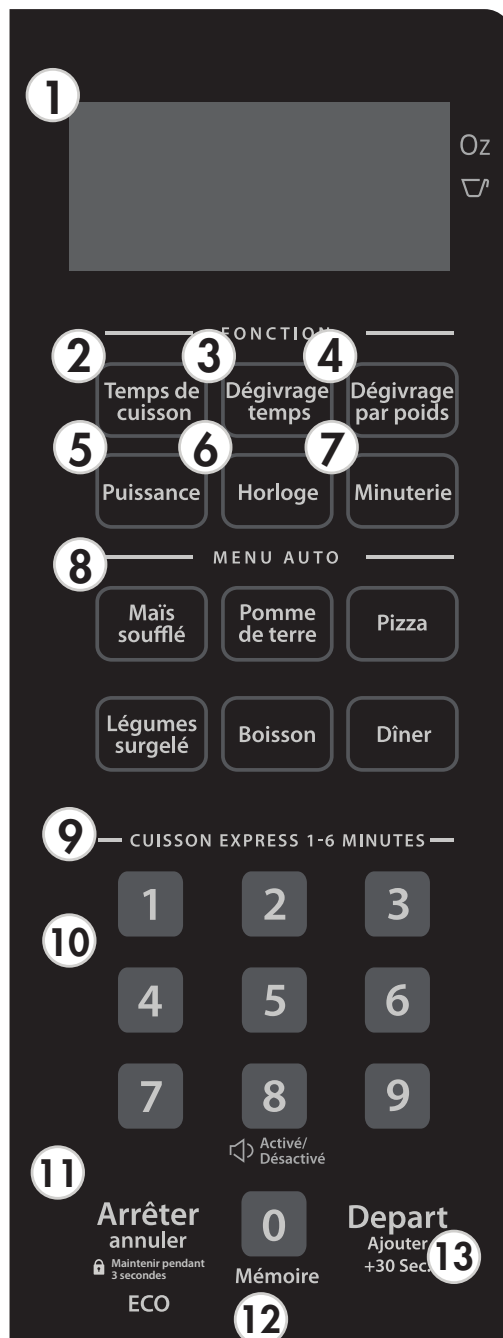 1
Oz
FONCTION
2 3 4
Temps de cuisson
Dégivrage temps
Dégivrage par poids
5 6 7
Puissance
Horloge
Minuterie
8
MENU AUTO
Maïs soufflé
Pomme de terre
Pizza
Légumes surgelé
Boisson
Dîner
9
CUISSON EXPRESS 1-6 MINUTES
1 2 3
10
4 5 6
7 8 9
Activé/
Désactivé
11
Arrêter
annuler
Maintenir pendant
3 secondes
ECO
0
Mémoire
12
Depart
Ajouter
+30 Sec.
13